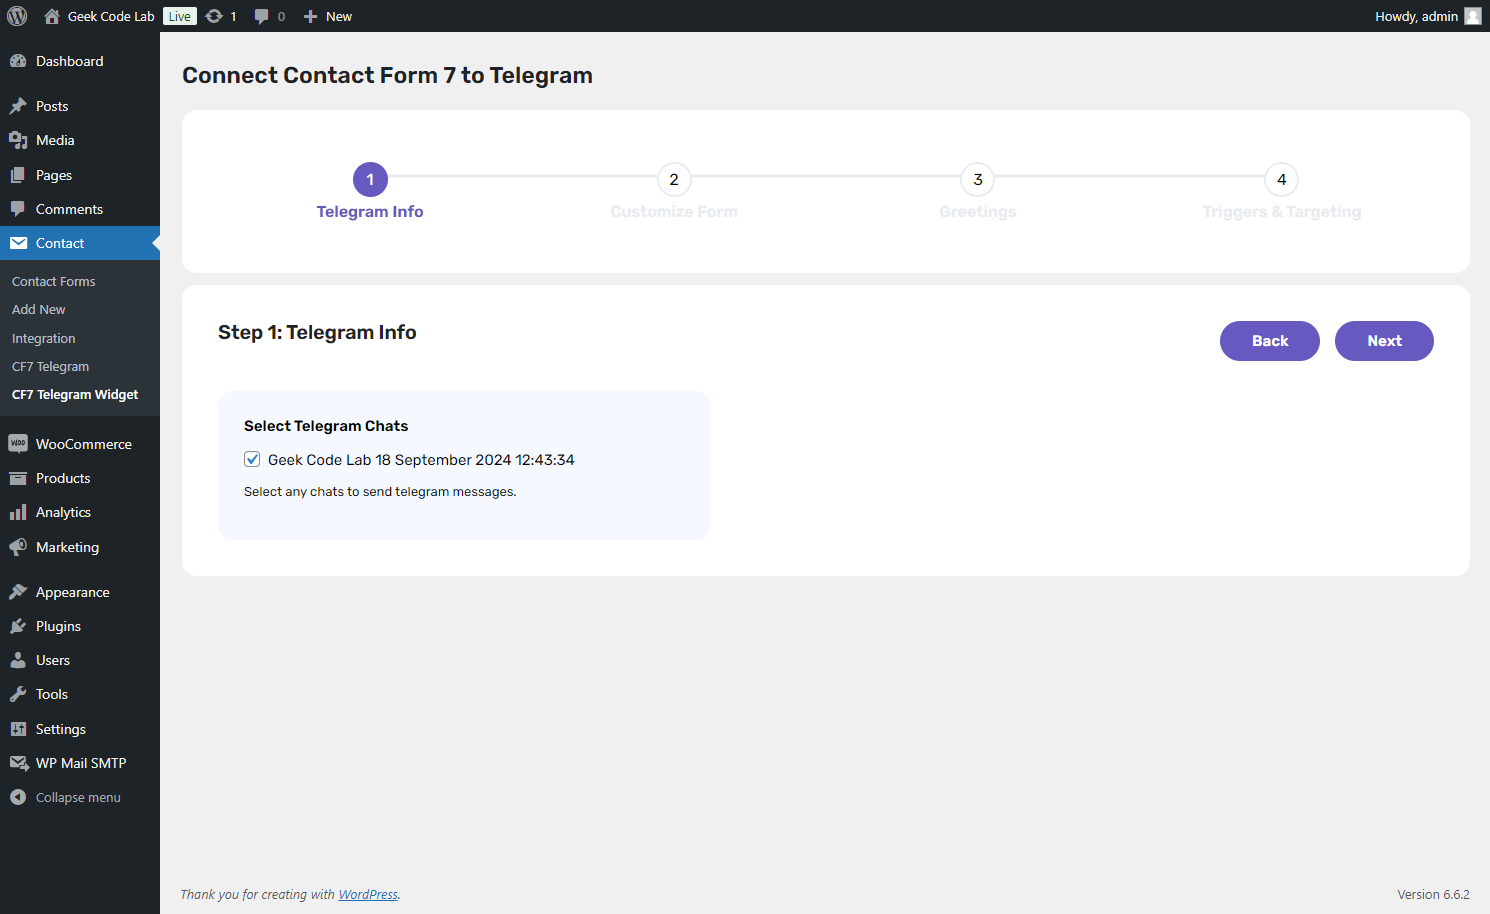 Geek Code Lab Live 1 0 New Howdy, admin
Dashboard
Posts
Media
Pages
Comments
Contact
Contact Forms
Add New
Integration
CF7 Telegram
CF7 Telegram Widget
WooCommerce
Products
Analytics
Marketing
Appearance
Plugins
Users
Tools
Settings
WP Mail SMTP
Collapse menu
Connect Contact Form 7 to Telegram
1 2 3 4
Telegram Info Customize Form Greetings Triggers & Targeting
Step 1: Telegram Info
Back Next
Select Telegram Chats
Geek Code Lab 18 September 2024 12:43:34
Select any chats to send telegram messages.
Thank you for creating with WordPress. Version 6.6.2